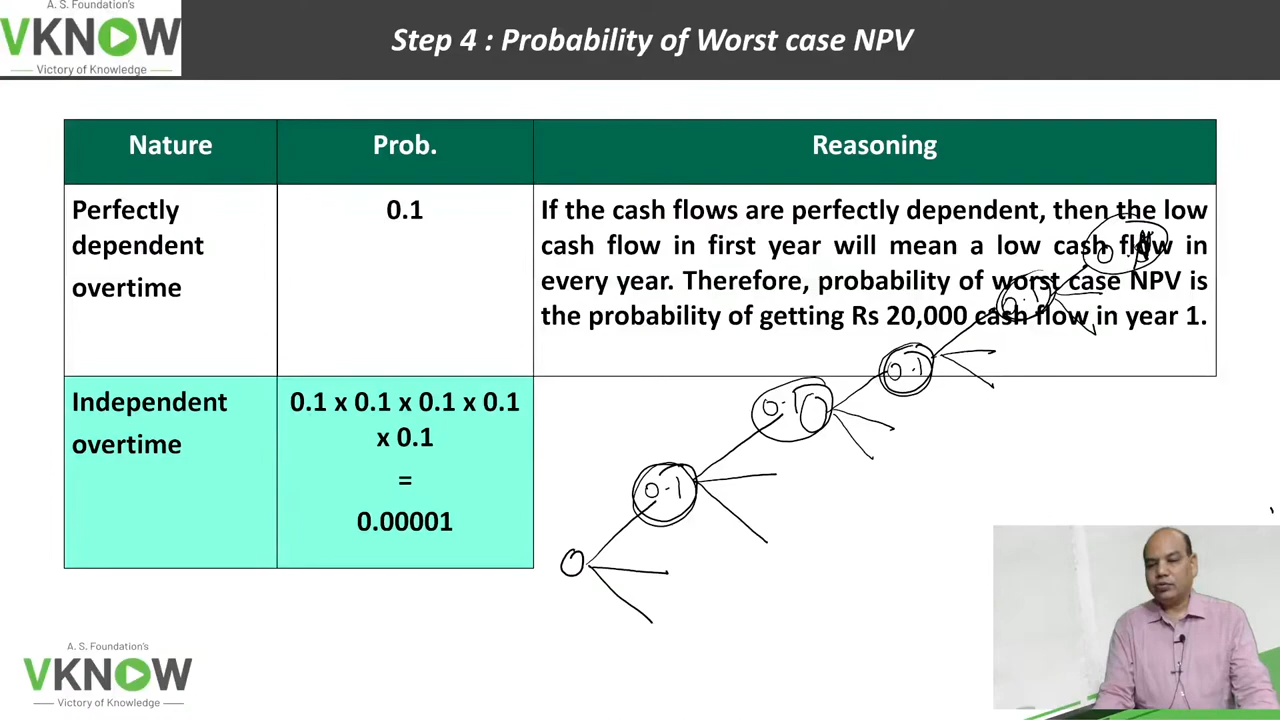 A. S. Foundation's
VKNOW
Victory of Knowledge
Step 4 : Probability of Worst case NPV
Nature
Prob.
Reasoning
Perfectly
dependent
overtime
0.1
If the cash flows are perfectly dependent, then the low
cash flow in first year will mean a low cash flow in
every year. Therefore, probability of worst case NPV is
the probability of getting Rs 20,000 cash flow in year 1.
Independent
overtime
0.1 x 0.1 x 0.1 x 0.1
x 0.1
=
0.00001
0
0.1
0.1
0.1
0.1
A. S. Foundation's
VKNOW
Victory of Knowledge